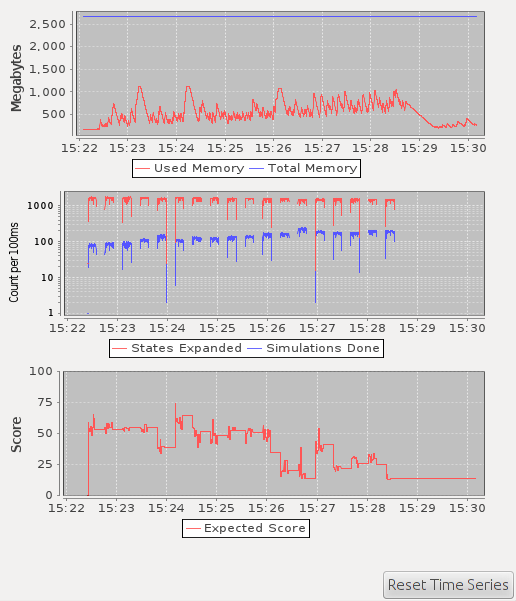 2,500
2,000
1,500
1,000
500
Megabytes
15:22 15:23 15:24 15:25 15:26 15:27 15:28 15:29 15:30
Used Memory Total Memory
1000
100
10
1
Count per 100ms
15:22 15:23 15:24 15:25 15:26 15:27 15:28 15:29 15:30
States Expanded Simulations Done
100
75
50
25
0
Score
15:22 15:23 15:24 15:25 15:26 15:27 15:28 15:29 15:30
Expected Score
Reset Time Series